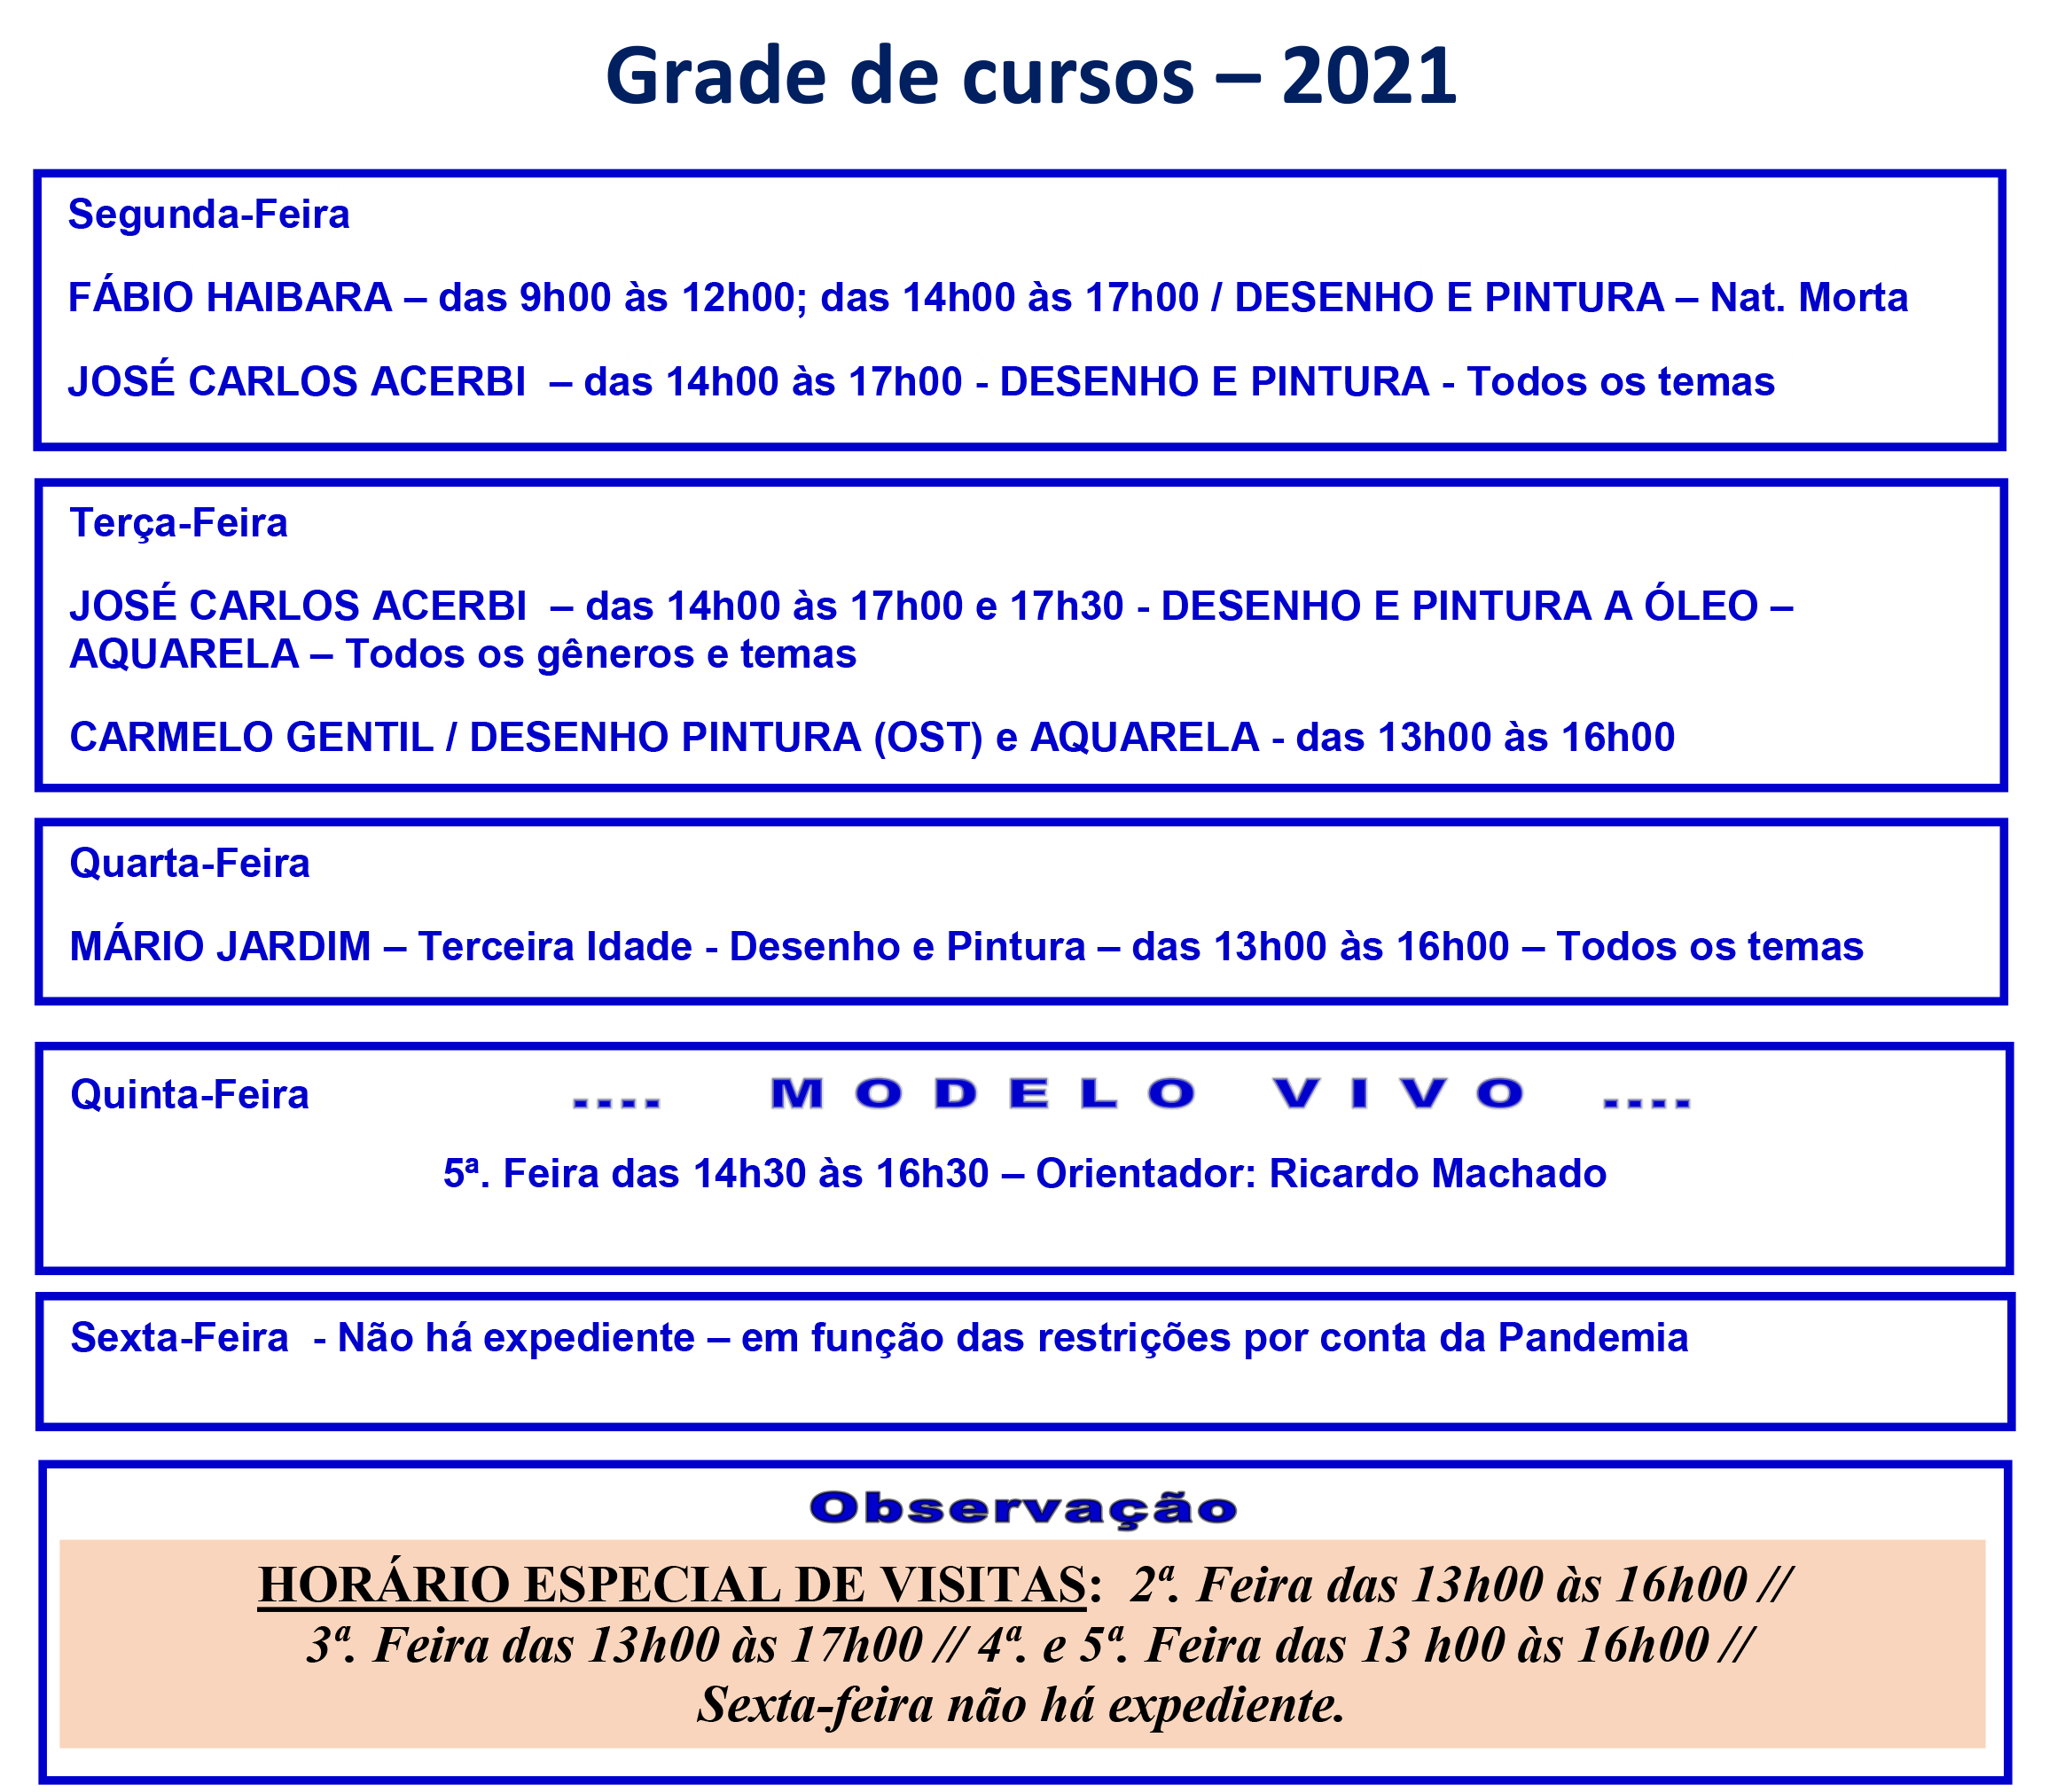 Grade de cursos – 2021
Segunda-Feira
FÁBIO HAIBARA – das 9h00 às 12h00; das 14h00 às 17h00 / DESENHO E PINTURA – Nat. Morta
JOSÉ CARLOS ACERBI – das 14h00 às 17h00 - DESENHO E PINTURA - Todos os temas
Terça-Feira
JOSÉ CARLOS ACERBI – das 14h00 às 17h00 e 17h30 - DESENHO E PINTURA A ÓLEO –
AQUARELA – Todos os gêneros e temas
CARMELO GENTIL / DESENHO PINTURA (OST) e AQUARELA - das 13h00 às 16h00
Quarta-Feira
MÁRIO JARDIM – Terceira Idade - Desenho e Pintura – das 13h00 às 16h00 – Todos os temas
Quinta-Feira .... M O D E L O V I V O ....
5ª. Feira das 14h30 às 16h30 – Orientador: Ricardo Machado
Sexta-Feira - Não há expediente – em função das restrições por conta da Pandemia
Observação
HORÁRIO ESPECIAL DE VISITAS: 2ª. Feira das 13h00 às 16h00 //
3ª. Feira das 13h00 às 17h00 // 4ª. e 5ª. Feira das 13 h00 às 16h00 //
Sexta-feira não há expediente.